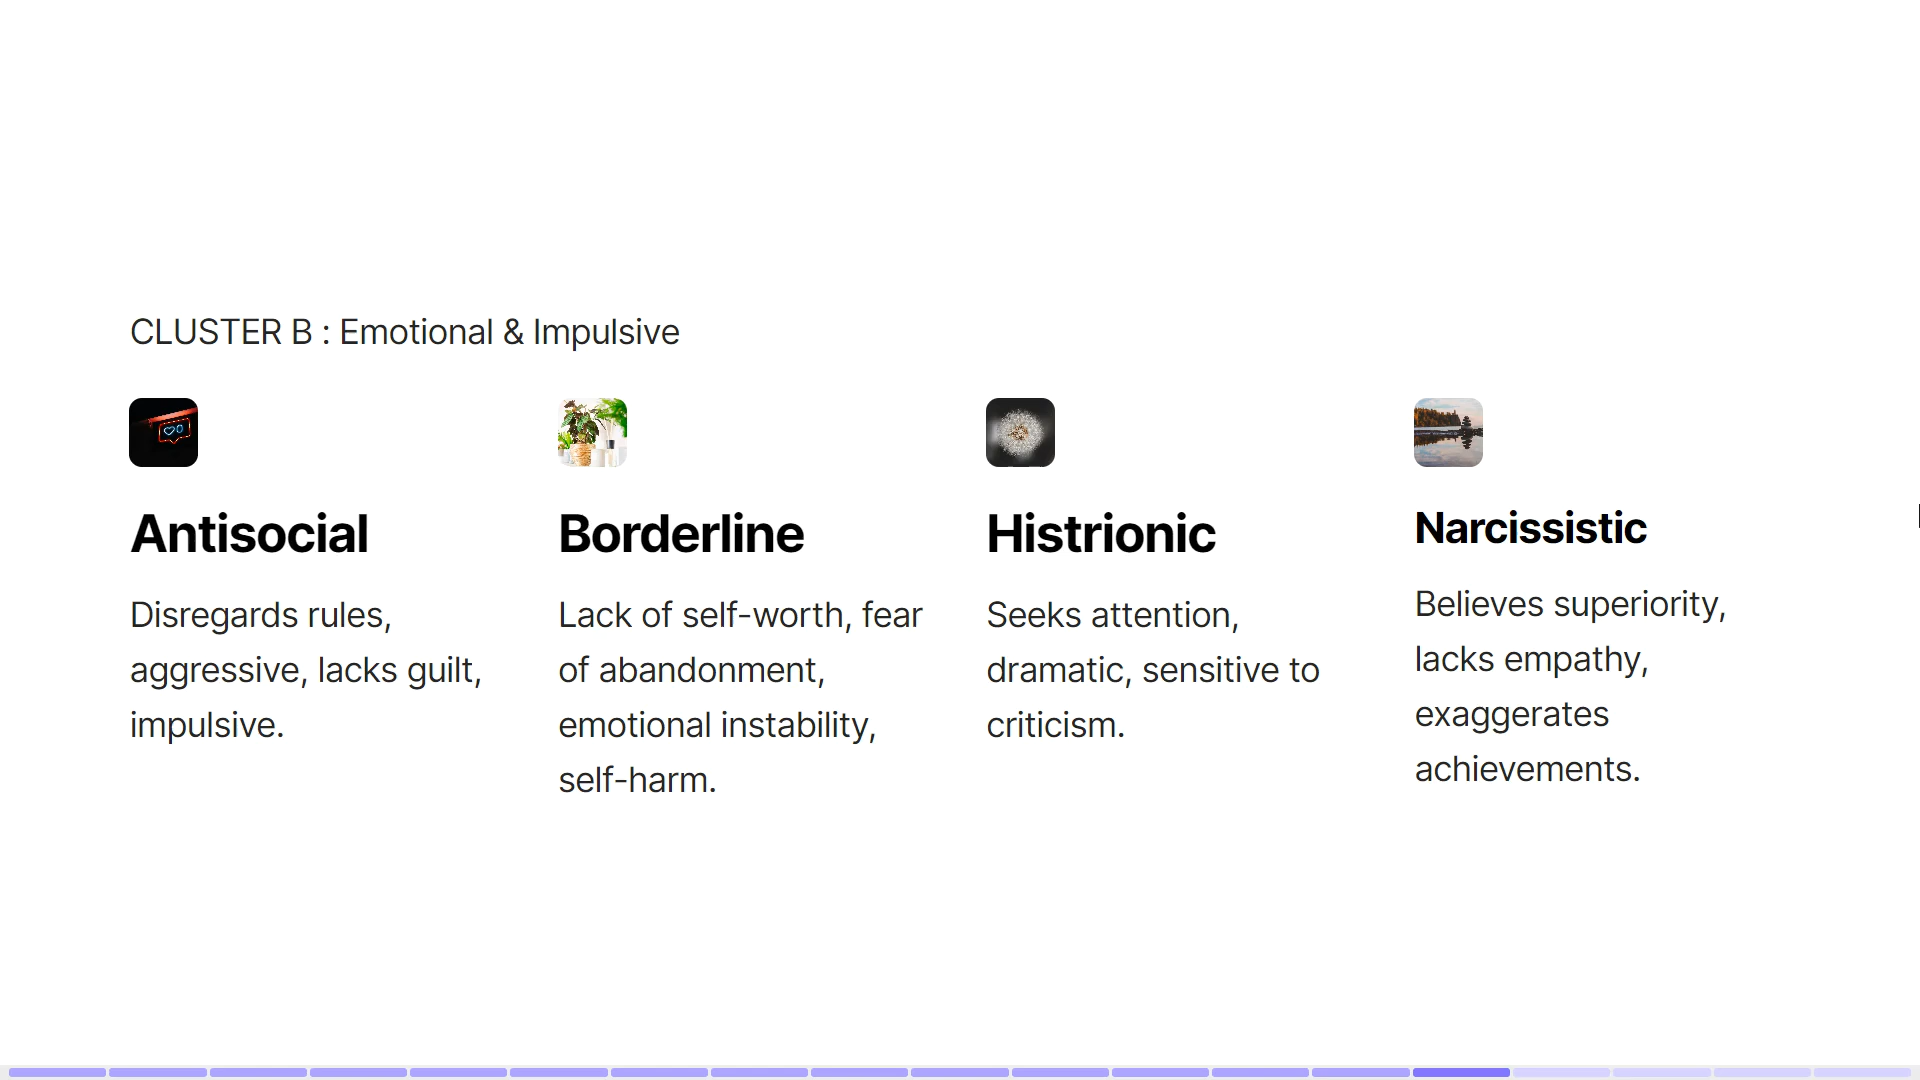 CLUSTER B : Emotional & Impulsive
Antisocial
Disregards rules,
aggressive, lacks guilt,
impulsive.
Borderline
Lack of self-worth, fear
of abandonment,
emotional instability,
self-harm.
Histrionic
Seeks attention,
dramatic, sensitive to
criticism.
Narcissistic
Believes superiority,
lacks empathy,
exaggerates
achievements.